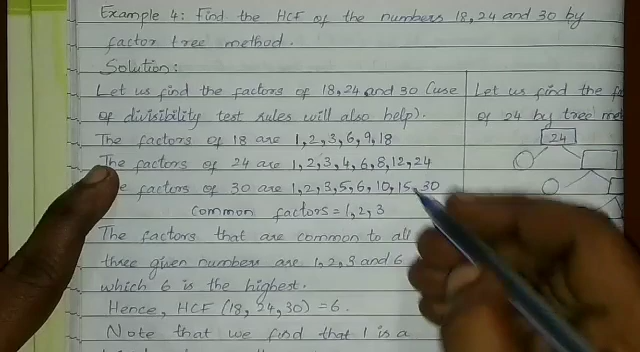 Example 4: Find the HCF of the numbers 18, 24 and 30 by
factor tree method.
Solution:
Let us find the factors of 18, 24 and 30 (use
of divisibility test rules will also help).
The factors of 18 are 1, 2, 3, 6, 9, 18
The factors of 24 are 1, 2, 3, 4, 6, 8, 12, 24
factors of 30 are 1, 2, 3, 5, 6, 10, 15, 30
Common factors = 1, 2, 3
The factors that are common to all
three given numbers are 1, 2, 3 and 6
which 6 is the highest.
Hence, HCF (18, 24, 30) = 6.
Note that we find that 1 is a
Let us find the
of 24 by tree
24